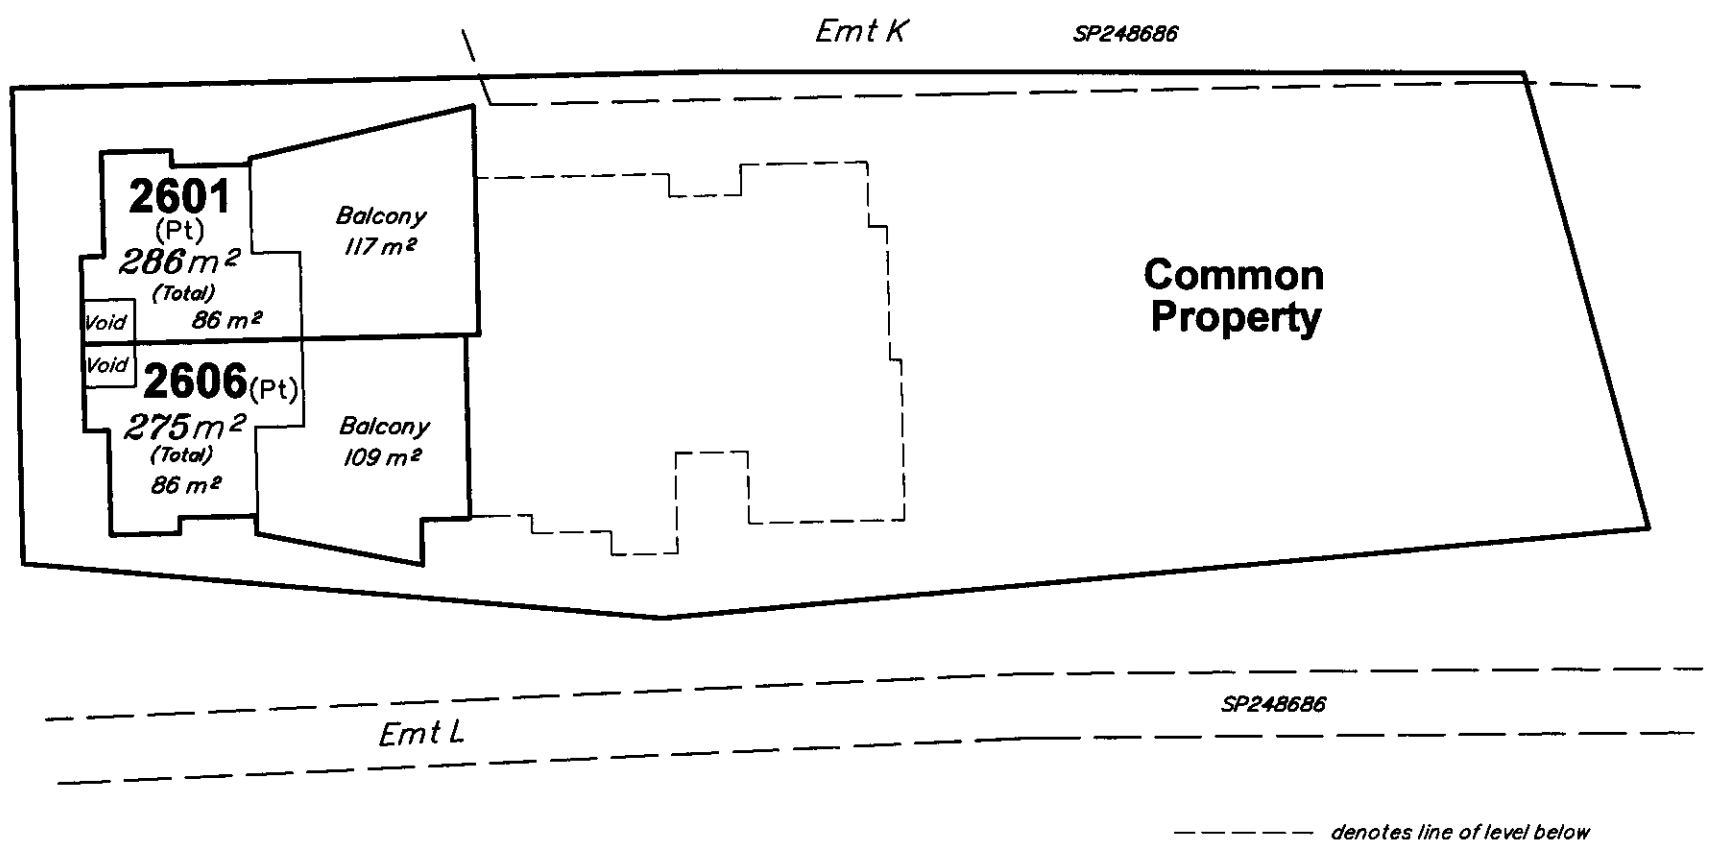 Emt K
SP248686
2601
(Pt)
286m²
(Total)
86 m²
Balcony
117 m²
Void
Void
2606 (Pt)
275m²
(Total)
86 m²
Balcony
109 m²
Common
Property
SP248686
Emt L
denotes line of level below